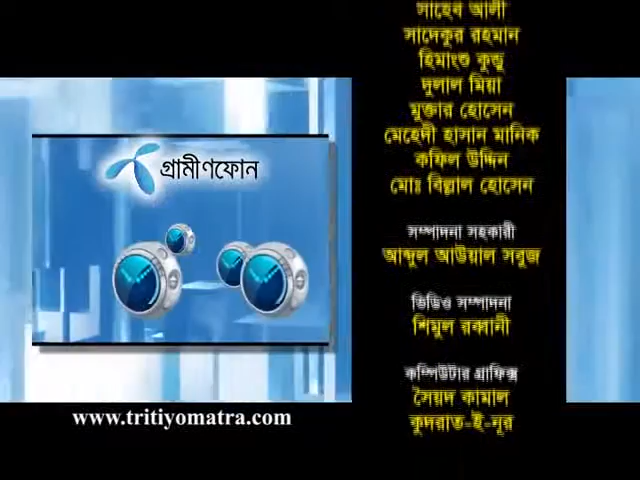 সাহেব আলী
সাদেকুর রহমান
হিমাংশু কুন্ডু
দুলাল মিয়া
মুক্তার হোসেন
মেহেদী হাসান মানিক
কফিল উদ্দিন
মোঃ বিল্লাল হোসেন
গ্রামীণফোন
সম্পাদনা সহকারী
আব্দুল আউয়াল সবুজ
ভিডিও সম্পাদনা
শিমুল রব্বানী
কম্পিউটার গ্রাফিক্স
সৈয়দ কামাল
কুদরাত-ই-নূর
www.tritiyomatra.com